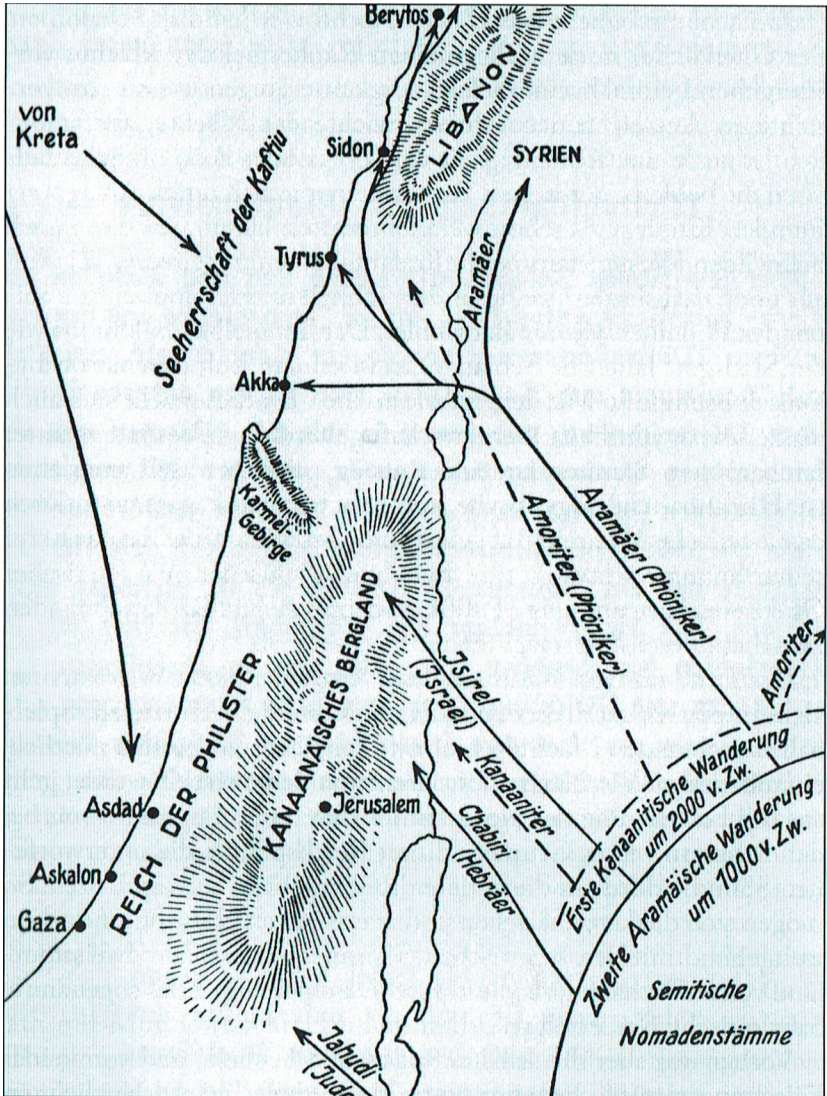 Berytos
LIBANON
von
Kreta
Sidon
SYRIEN
Seeherrschaft der Kafthu
Aramäer
Tyrus
Akka
Karmel-
Gebirge
Aramäer (Phöniker)
Amoriter (Phöniker)
Amoriter
REICH DER PHILISTER
KANAANÄISCHES BERGLAND
Jsirel
(Israel)
Kanaaniter
Chabiri
(Hebräer
Erste Kanaanitische Wanderung
um 2000 v. Zw.
Zweite Aramäische Wanderung
um 1000 v. Zw.
Asdad
Jerusalem
Askalon
Gaza
Semitische
Nomadenstämme
Jahudi